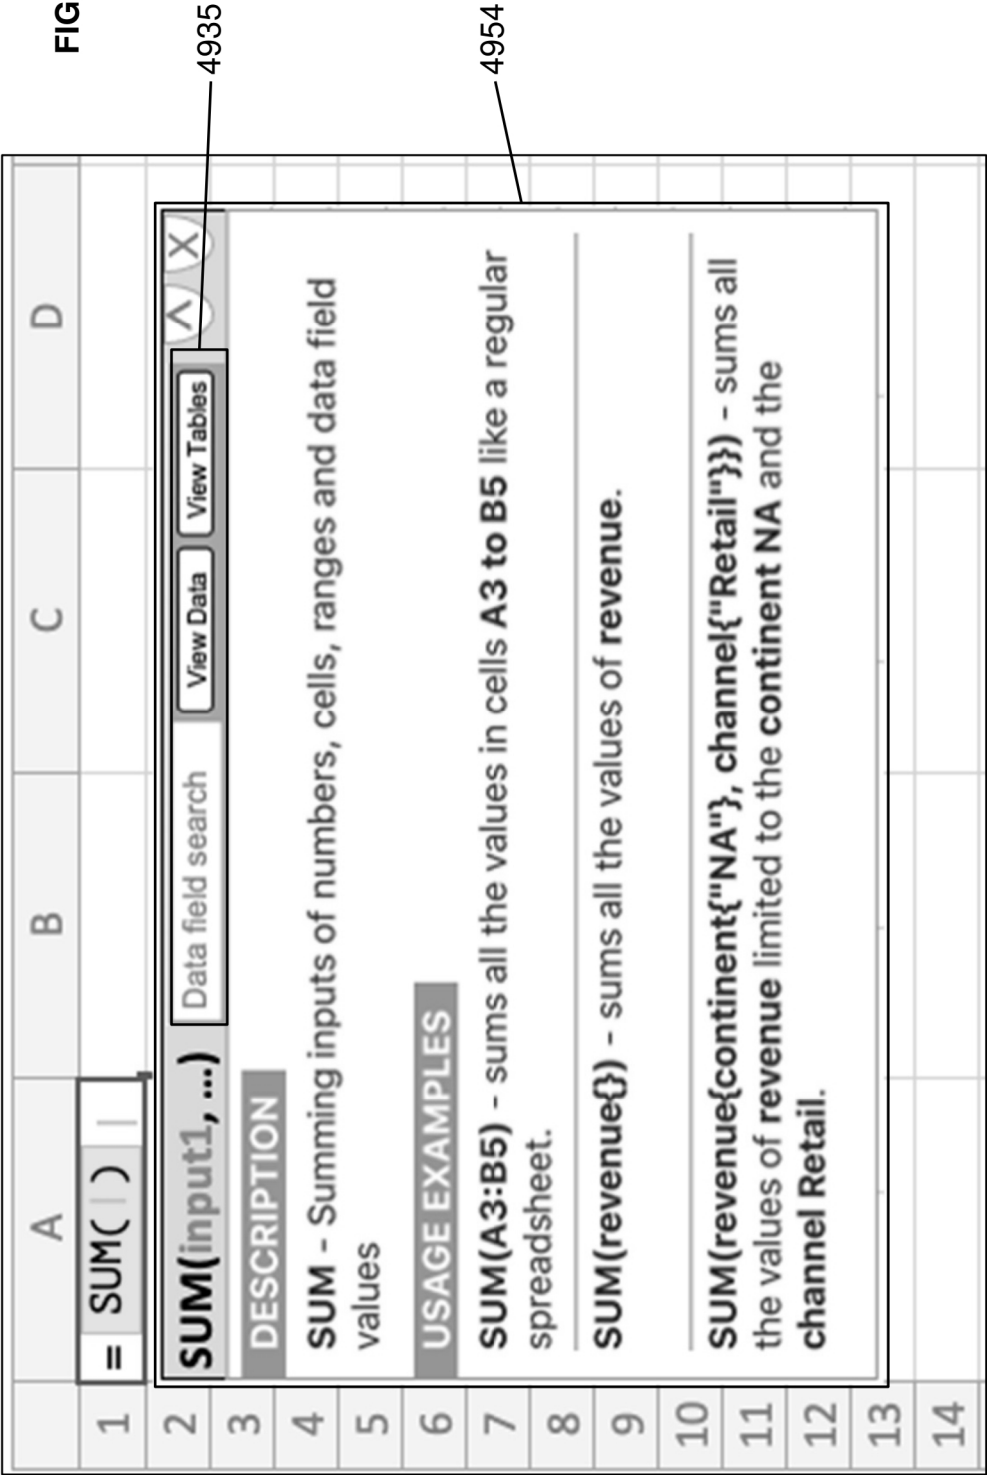 FIG
4935
4954
A
B
C
D
1
= SUM( )
2
SUM(input1, ...)
Data field search
View Data
View Tables
^
X
3
DESCRIPTION
4
SUM – Summing inputs of numbers, cells, ranges and data field
5
values
6
USAGE EXAMPLES
7
SUM(A3:B5) – sums all the values in cells A3 to B5 like a regular
8
spreadsheet.
9
SUM(revenue{}) – sums all the values of revenue.
10
11
SUM(revenue{continent{"NA"}, channel{"Retail"}}) – sums all
the values of revenue limited to the continent NA and the
12
channel Retail.
13
14